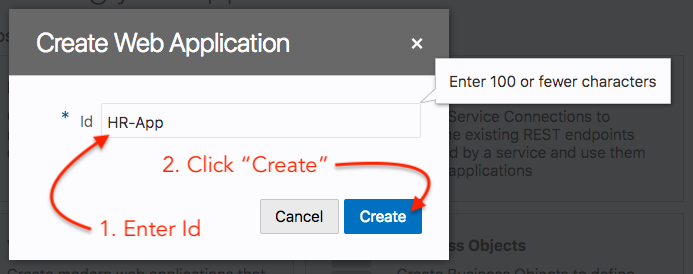 Create Web Application ×
Enter 100 or fewer characters
* Id HR-App
Service Connections to
existing REST endpoints
d by a service and use them
applications
2. Click “Create”
1. Enter Id
Cancel
Create
ss Objects
Create modern web applications that
Create Business Objects to define